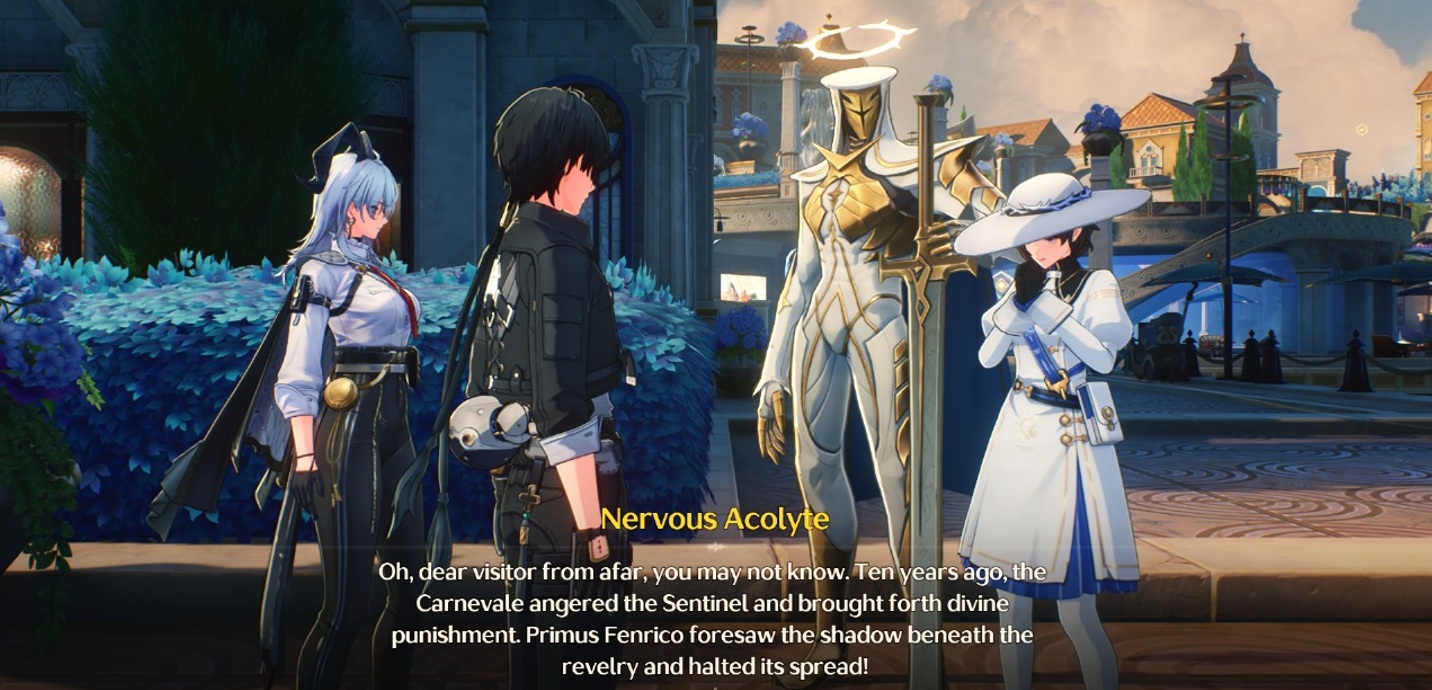 Nervous Acolyte
Oh, dear visitor from afar, you may not know. Ten years ago, the
Carnevale angered the Sentinel and brought forth divine
punishment. Primus Fenrico foresaw the shadow beneath the
revelry and halted its spread!